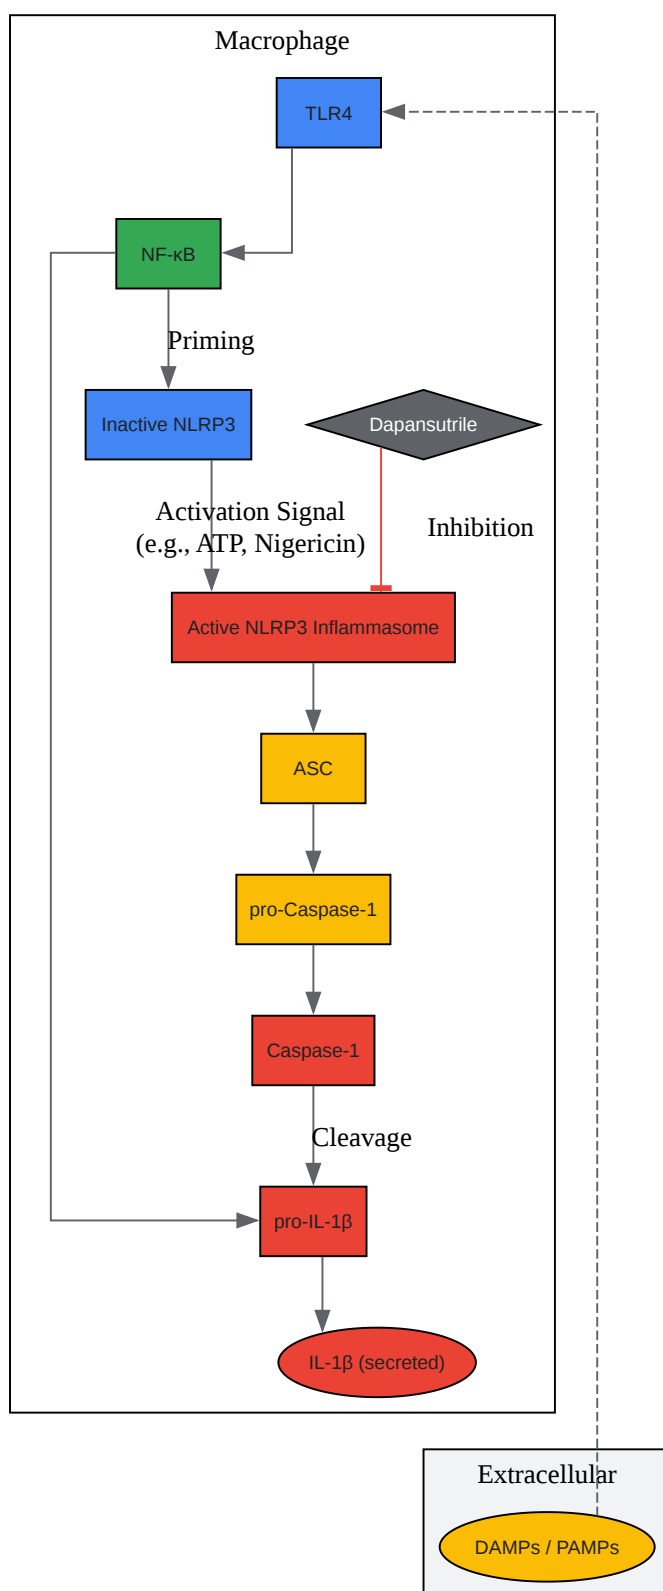 Macrophage
TLR4
NF-κB
Priming
Inactive NLRP3
Dapansutrile
Activation Signal
(e.g., ATP, Nigericin)
Inhibition
Active NLRP3 Inflammasome
ASC
pro-Caspase-1
Caspase-1
Cleavage
pro-IL-1β
IL-1β (secreted)
Extracellular
DAMPs / PAMPs